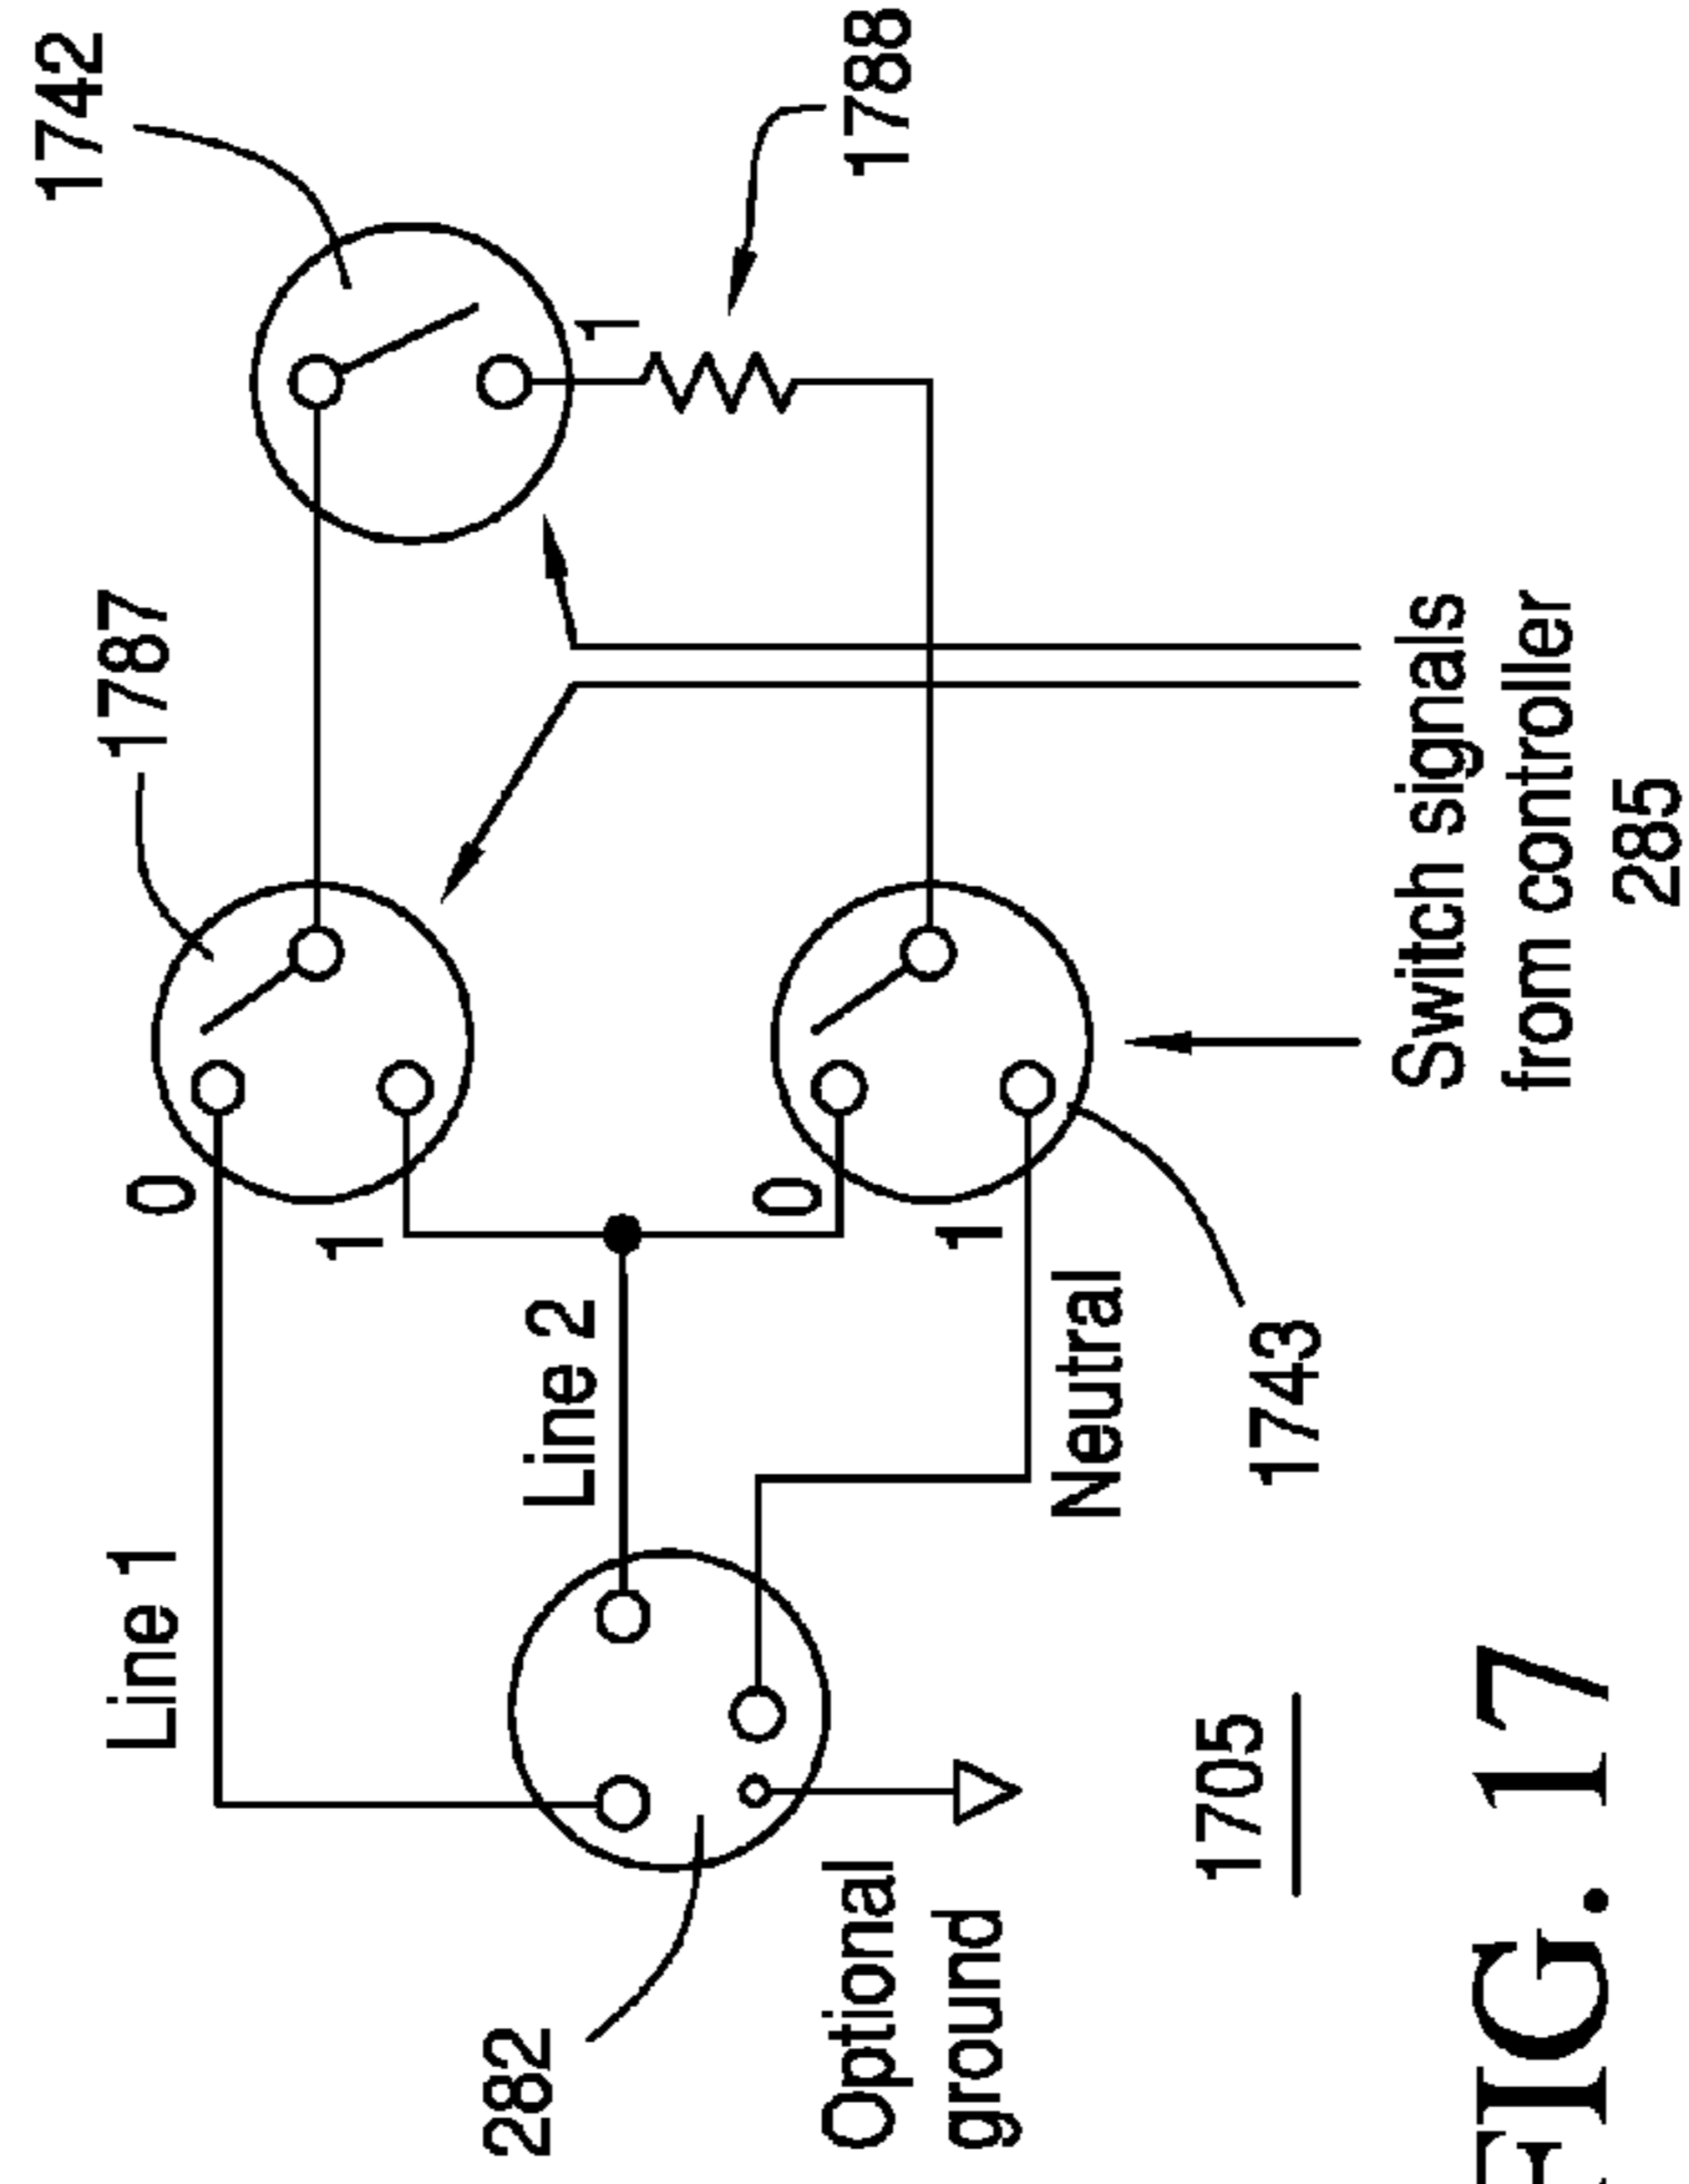 1742
1787
1788
Line 1
0
1
1
Line 2
0
1
282
Neutral
Optional
ground
1743
Switch signals
from controller
285
1705
FIG. 17